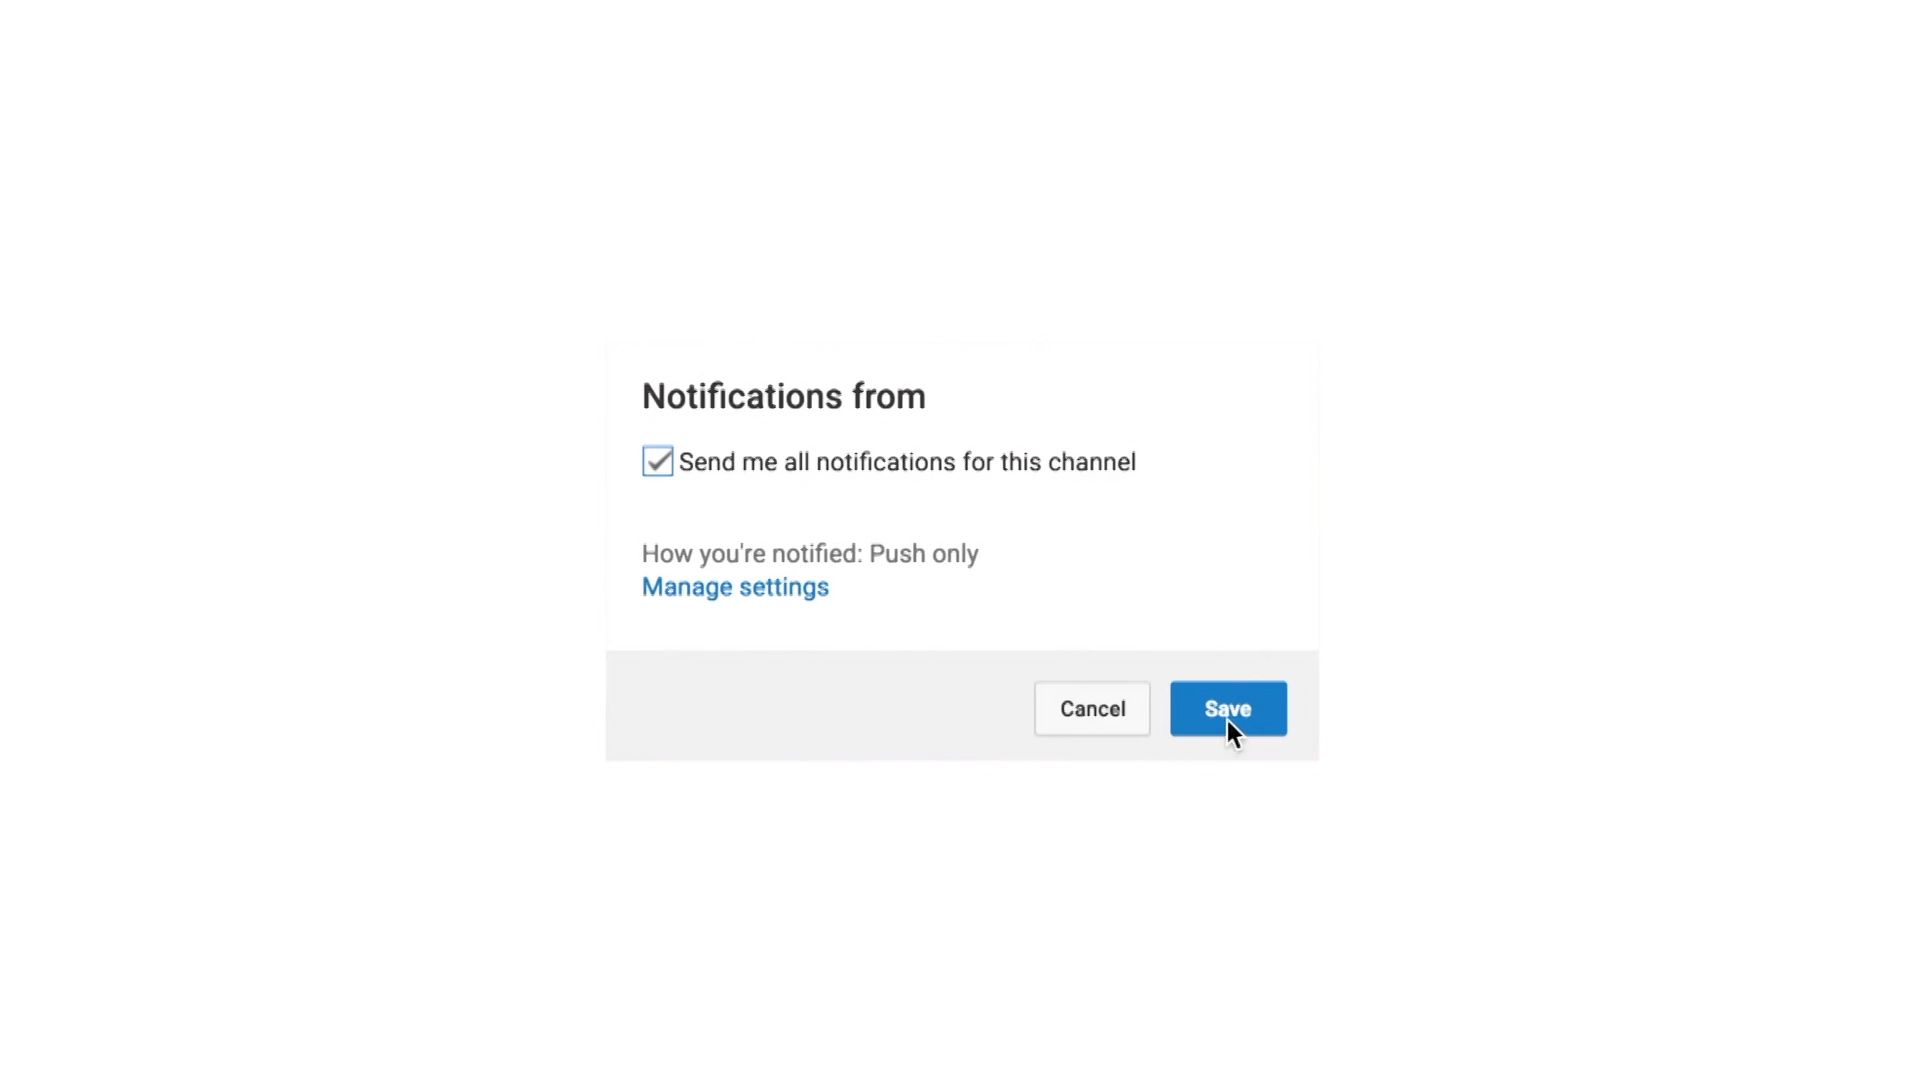 Notifications from
Send me all notifications for this channel
How you're notified: Push only
Manage settings
Cancel Save